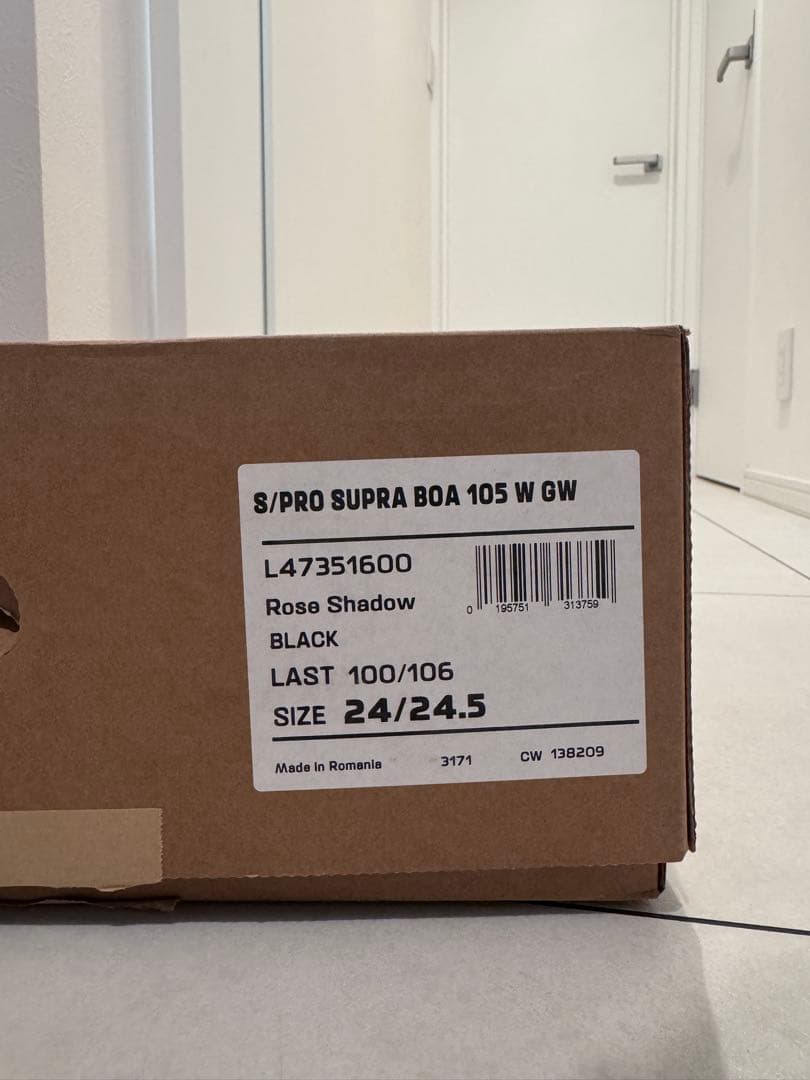 S/PRO SUPRA BOA 105 W GW
L47351600
Rose Shadow
BLACK
LAST 100/106
SIZE 24/24.5
0 195751 313759
Made in Romania 3171 CW 138209